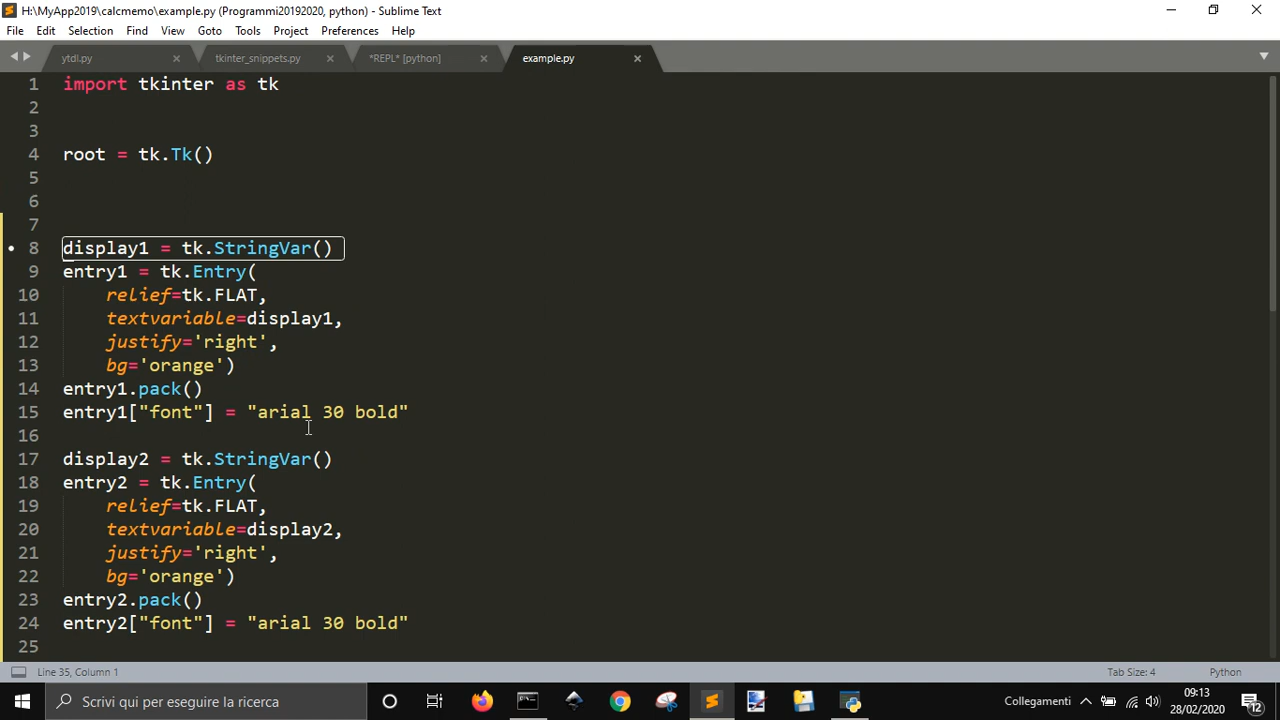 H:\MyApp2019\calcmemo\example.py (Programmi20192020, python) - Sublime Text
File Edit Selection Find View Goto Tools Project Preferences Help
ytdl.py tkinter_snippets.py *REPL* [python] example.py
1 import tkinter as tk
2
3
4 root = tk.Tk()
5
6
7
8 display1 = tk.StringVar()
9 entry1 = tk.Entry(
10 relief=tk.FLAT,
11 textvariable=display1,
12 justify='right',
13 bg='orange')
14 entry1.pack()
15 entry1["font"] = "arial 30 bold"
16
17 display2 = tk.StringVar()
18 entry2 = tk.Entry(
19 relief=tk.FLAT,
20 textvariable=display2,
21 justify='right',
22 bg='orange')
23 entry2.pack()
24 entry2["font"] = "arial 30 bold"
25
Line 35, Column 1 Tab Size: 4 Python
Scrivi qui per eseguire la ricerca Collegamenti 09:13
28/02/2020 12